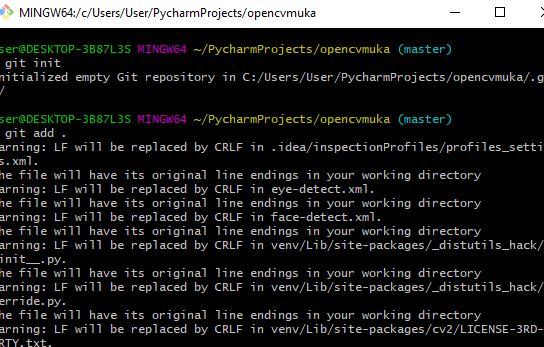 MINGW64:/c/Users/User/PycharmProjects/opencvmuka
ser@DESKTOP-3B87L3S MINGW64 ~/PycharmProjects/opencvmuka (master)
git init
nitialized empty Git repository in C:/Users/User/PycharmProjects/opencvmuka/.g
/
ser@DESKTOP-3B87L3S MINGW64 ~/PycharmProjects/opencvmuka (master)
git add .
arning: LF will be replaced by CRLF in .idea/inspectionProfiles/profiles_setti
s.xml.
he file will have its original line endings in your working directory
arning: LF will be replaced by CRLF in eye-detect.xml.
he file will have its original line endings in your working directory
arning: LF will be replaced by CRLF in face-detect.xml.
he file will have its original line endings in your working directory
arning: LF will be replaced by CRLF in venv/Lib/site-packages/_distutils_hack/
init__.py.
he file will have its original line endings in your working directory
arning: LF will be replaced by CRLF in venv/Lib/site-packages/_distutils_hack/
erride.py.
he file will have its original line endings in your working directory
arning: LF will be replaced by CRLF in venv/Lib/site-packages/cv2/LICENSE-3RD-
RTY.txt.